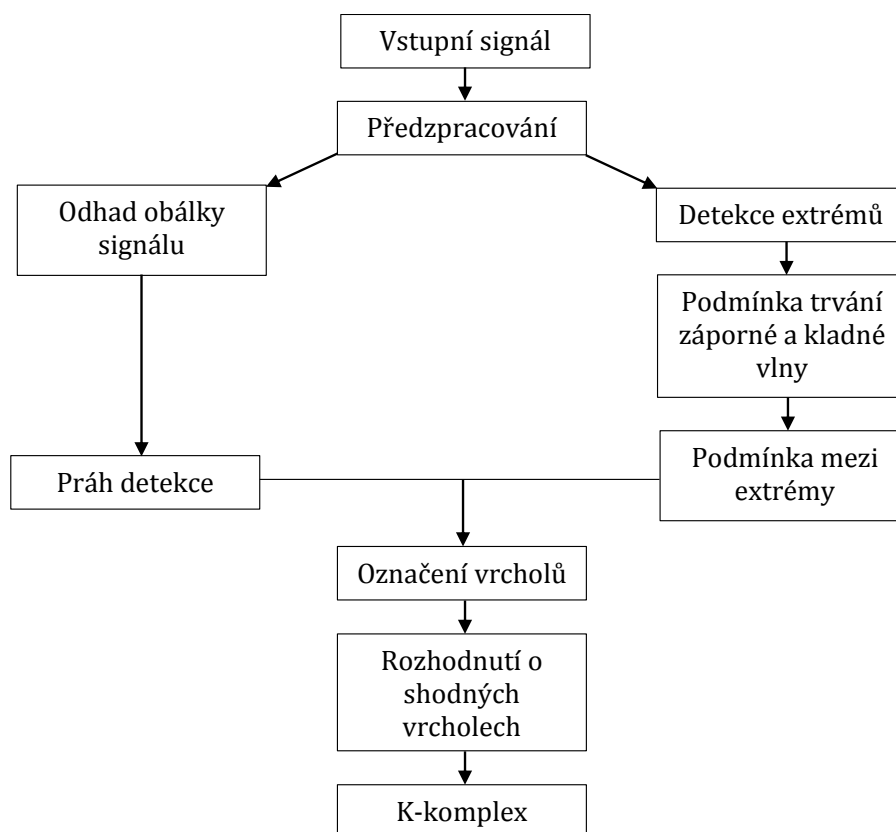 Vstupní signál
Předzpracování
Odhad obálky
signálu
Detekce extrémů
Podmínka trvání
záporné a kladné
vlny
Práh detekce
Podmínka mezi
extrémy
Označení vrcholů
Rozhodnutí o
shodných
vrcholech
K-komplex